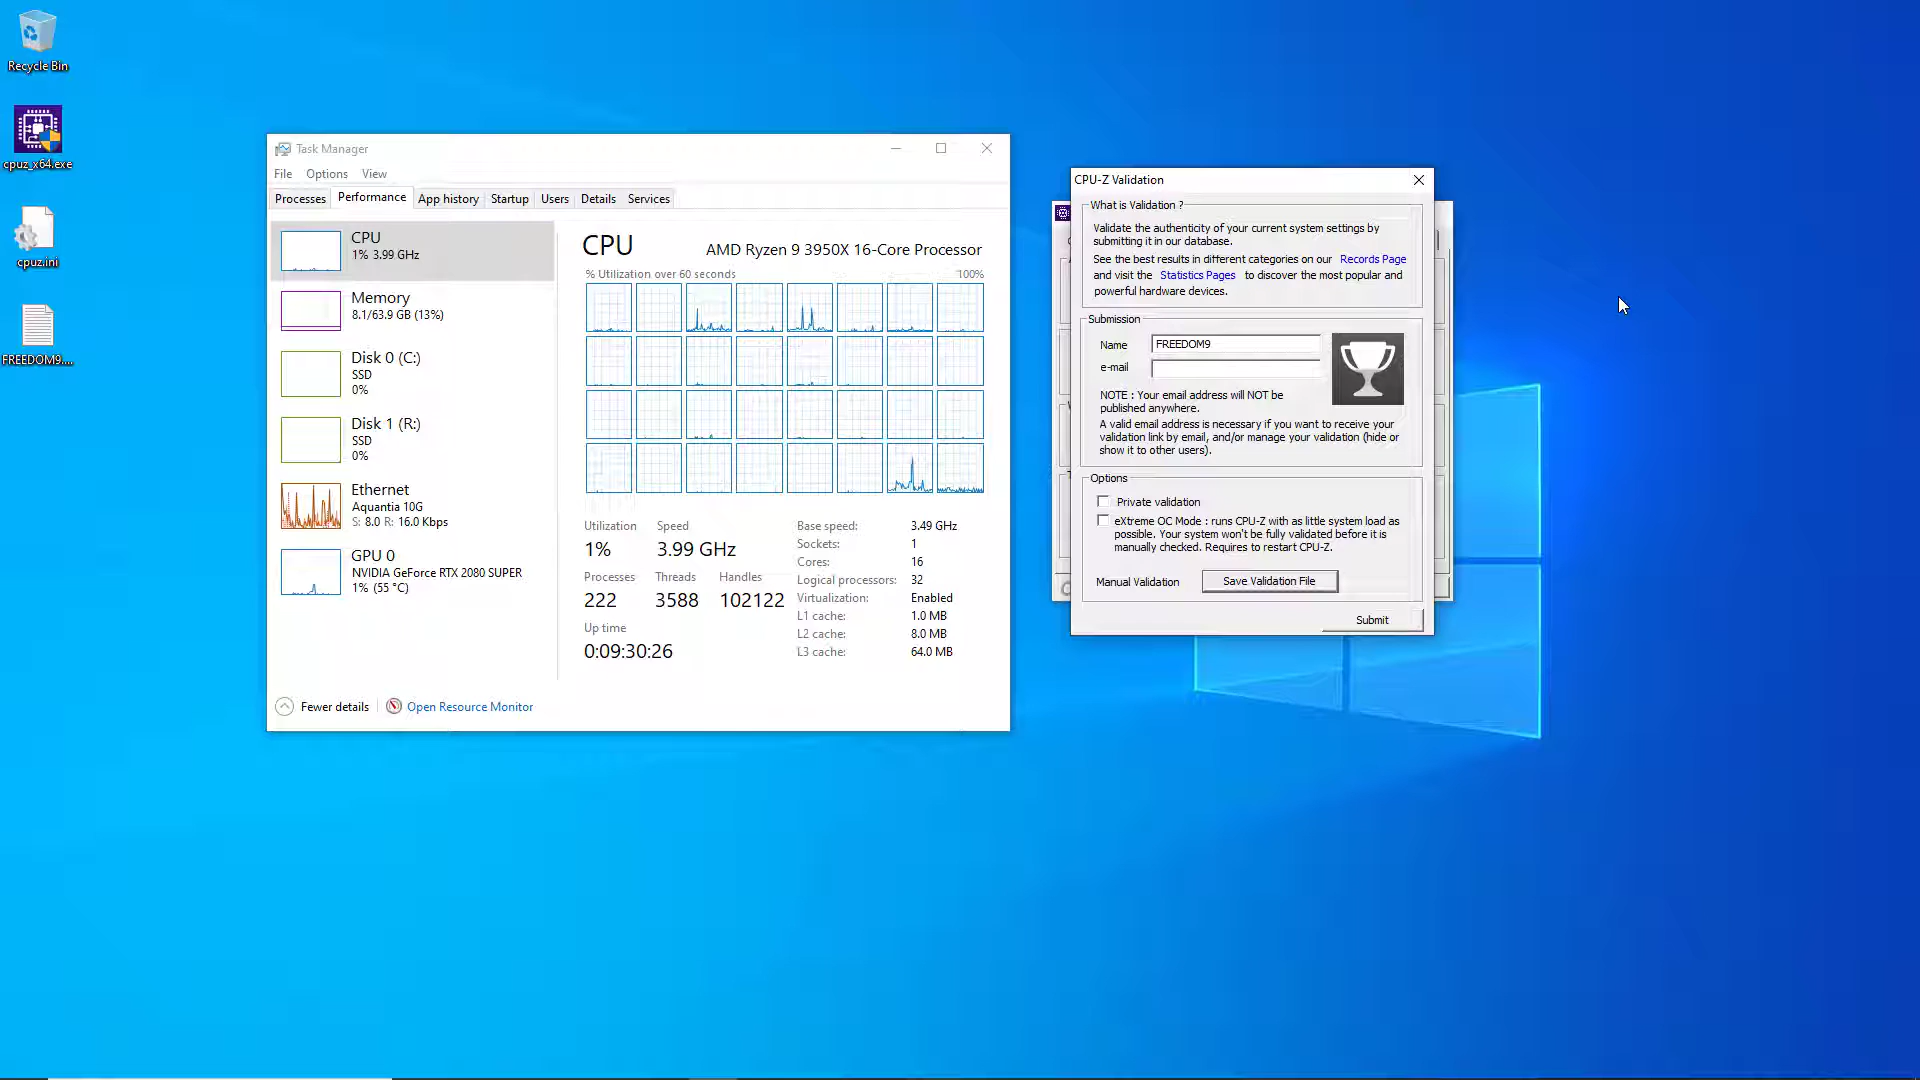 Recycle Bin
cpuz_x64.exe
cpuz.ini
FREEDOM9....
Task Manager
File Options View
Processes Performance App history Startup Users Details Services
CPU
1% 3.99 GHz
Memory
8.1/63.9 GB (13%)
Disk 0 (C:)
SSD
0%
Disk 1 (R:)
SSD
0%
Ethernet
Aquantia 10G
S: 8.0 R: 16.0 Kbps
GPU 0
NVIDIA GeForce RTX 2080 SUPER
1% (55 °C)
CPU AMD Ryzen 9 3950X 16-Core Processor
% Utilization over 60 seconds 100%
Utilization Speed
1% 3.99 GHz
Processes Threads Handles
222 3588 102122
Up time
0:09:30:26
Base speed: 3.49 GHz
Sockets: 1
Cores: 16
Logical processors: 32
Virtualization: Enabled
L1 cache: 1.0 MB
L2 cache: 8.0 MB
L3 cache: 64.0 MB
Fewer details Open Resource Monitor
CPU-Z Validation
What is Validation ?
Validate the authenticity of your current system settings by
submitting it in our database.
See the best results in different categories on our Records Page
and visit the Statistics Pages to discover the most popular and
powerful hardware devices.
Submission
Name FREEDOM9
e-mail
NOTE : Your email address will NOT be
published anywhere.
A valid email address is necessary if you want to receive your
validation link by email, and/or manage your validation (hide or
show it to other users).
Options
Private validation
eXtreme OC Mode : runs CPU-Z with as little system load as
possible. Your system won't be fully validated before it is
manually checked. Requires to restart CPU-Z.
Manual Validation Save Validation File
Submit